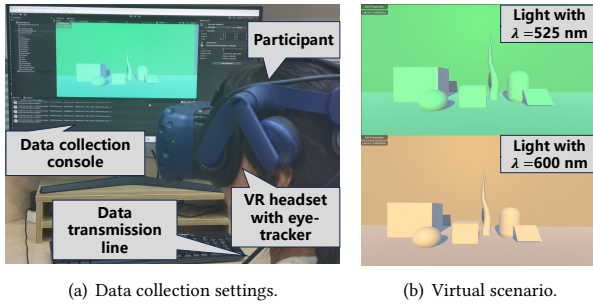 Participant
Data collection
console
Data
transmission
line
VR headset
with eye-
tracker
(a) Data collection settings.
Light with
λ =525 nm
Light with
λ =600 nm
(b) Virtual scenario.